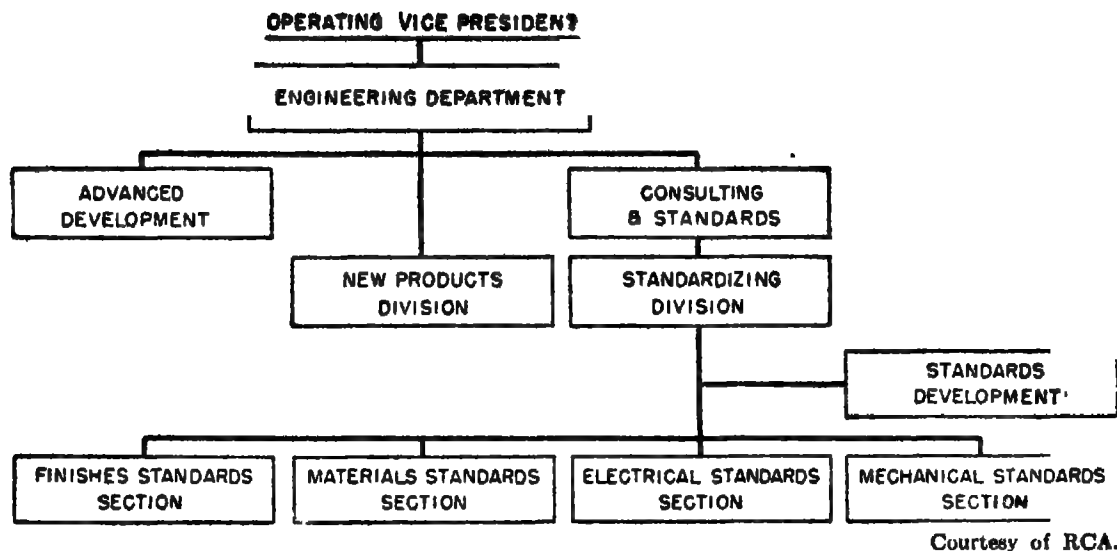 OPERATING VICE PRESIDENT
ENGINEERING DEPARTMENT
ADVANCED
DEVELOPMENT
CONSULTING
& STANDARDS
NEW PRODUCTS
DIVISION
STANDARDIZING
DIVISION
STANDARDS
DEVELOPMENT
FINISHES STANDARDS
SECTION
MATERIALS STANDARDS
SECTION
ELECTRICAL STANDARDS
SECTION
MECHANICAL STANDARDS
SECTION
Courtesy of RCA.